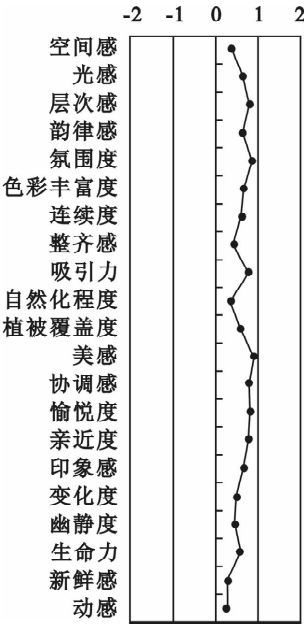 -2 -1 0 1 2
空间感
光感
层次感
韵律感
氛围度
色彩丰富度
连续度
整齐感
吸引力
自然化程度
植被覆盖度
美感
协调感
愉悦度
亲近度
印象感
变化度
幽静度
生命力
新鲜感
动感